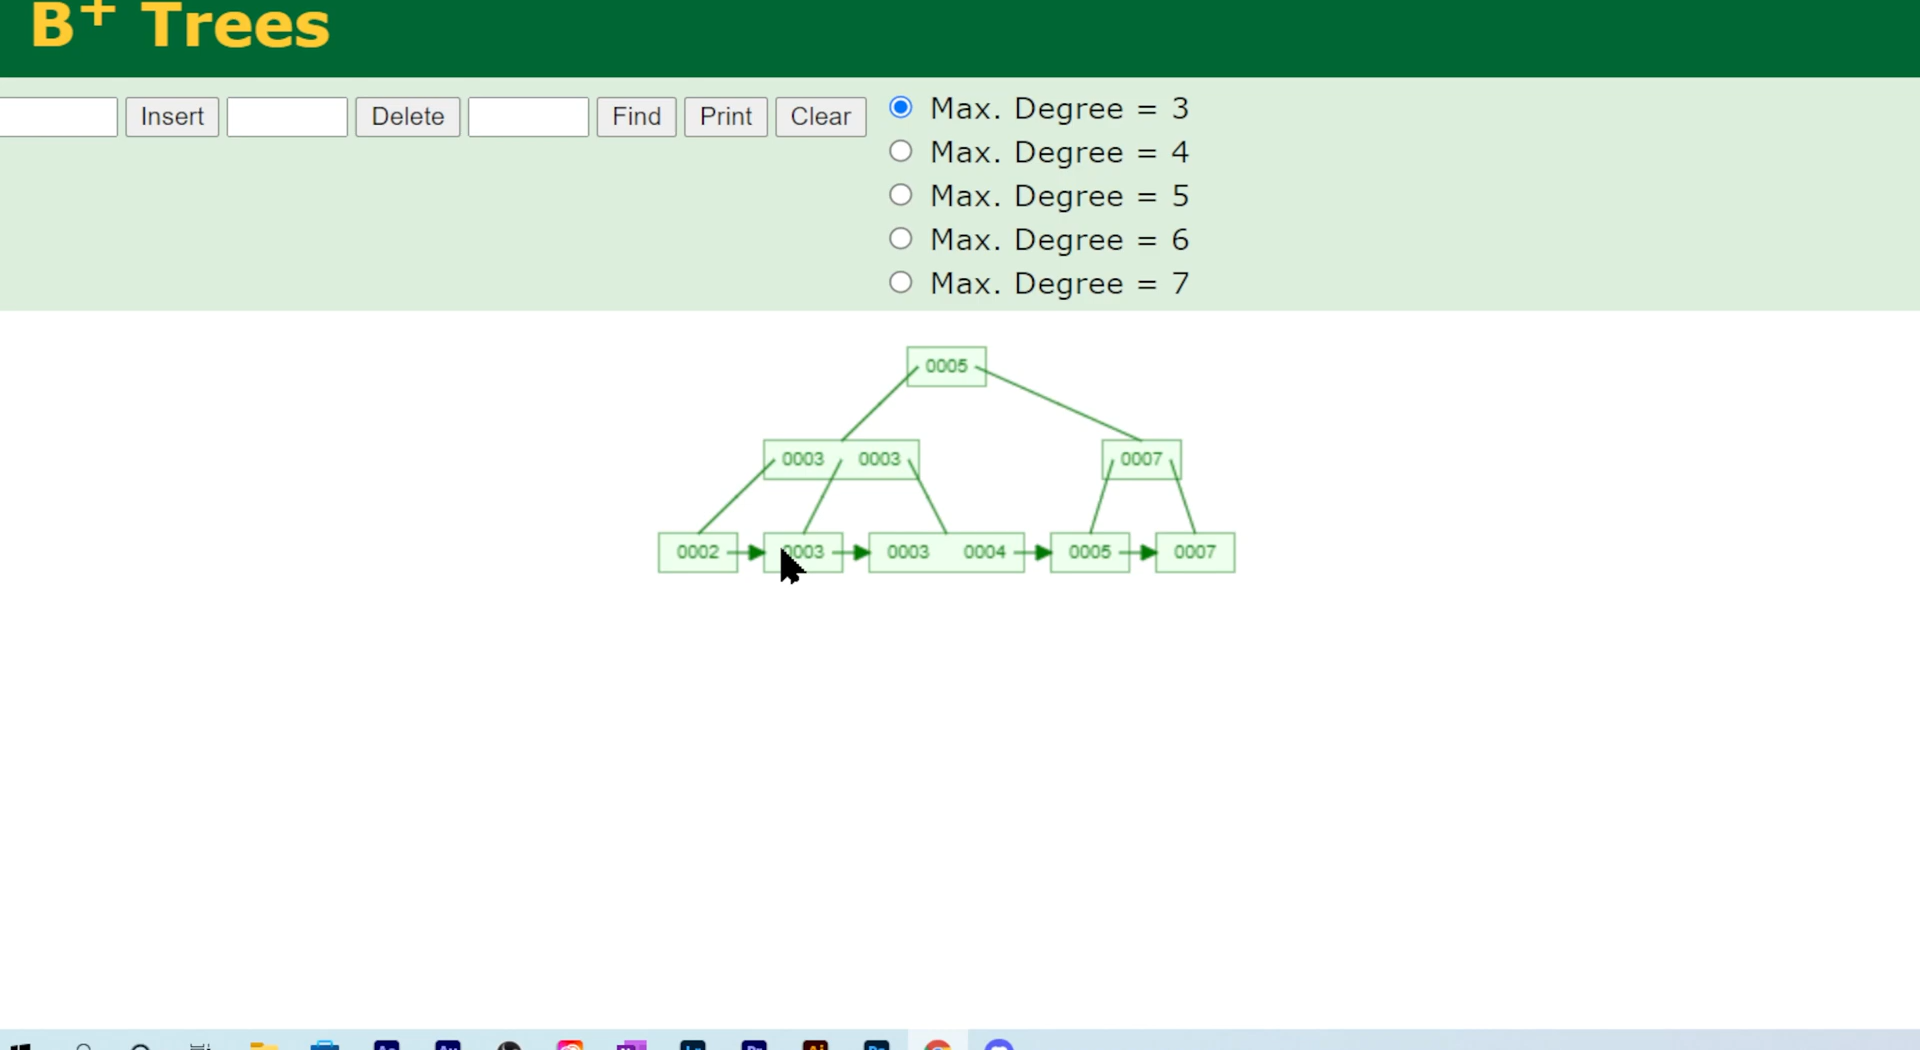 B+ Trees
Insert Delete Find Print Clear
Max. Degree = 3
Max. Degree = 4
Max. Degree = 5
Max. Degree = 6
Max. Degree = 7
0005
0003 0003 0007
0002 0003 0003 0004 0005 0007